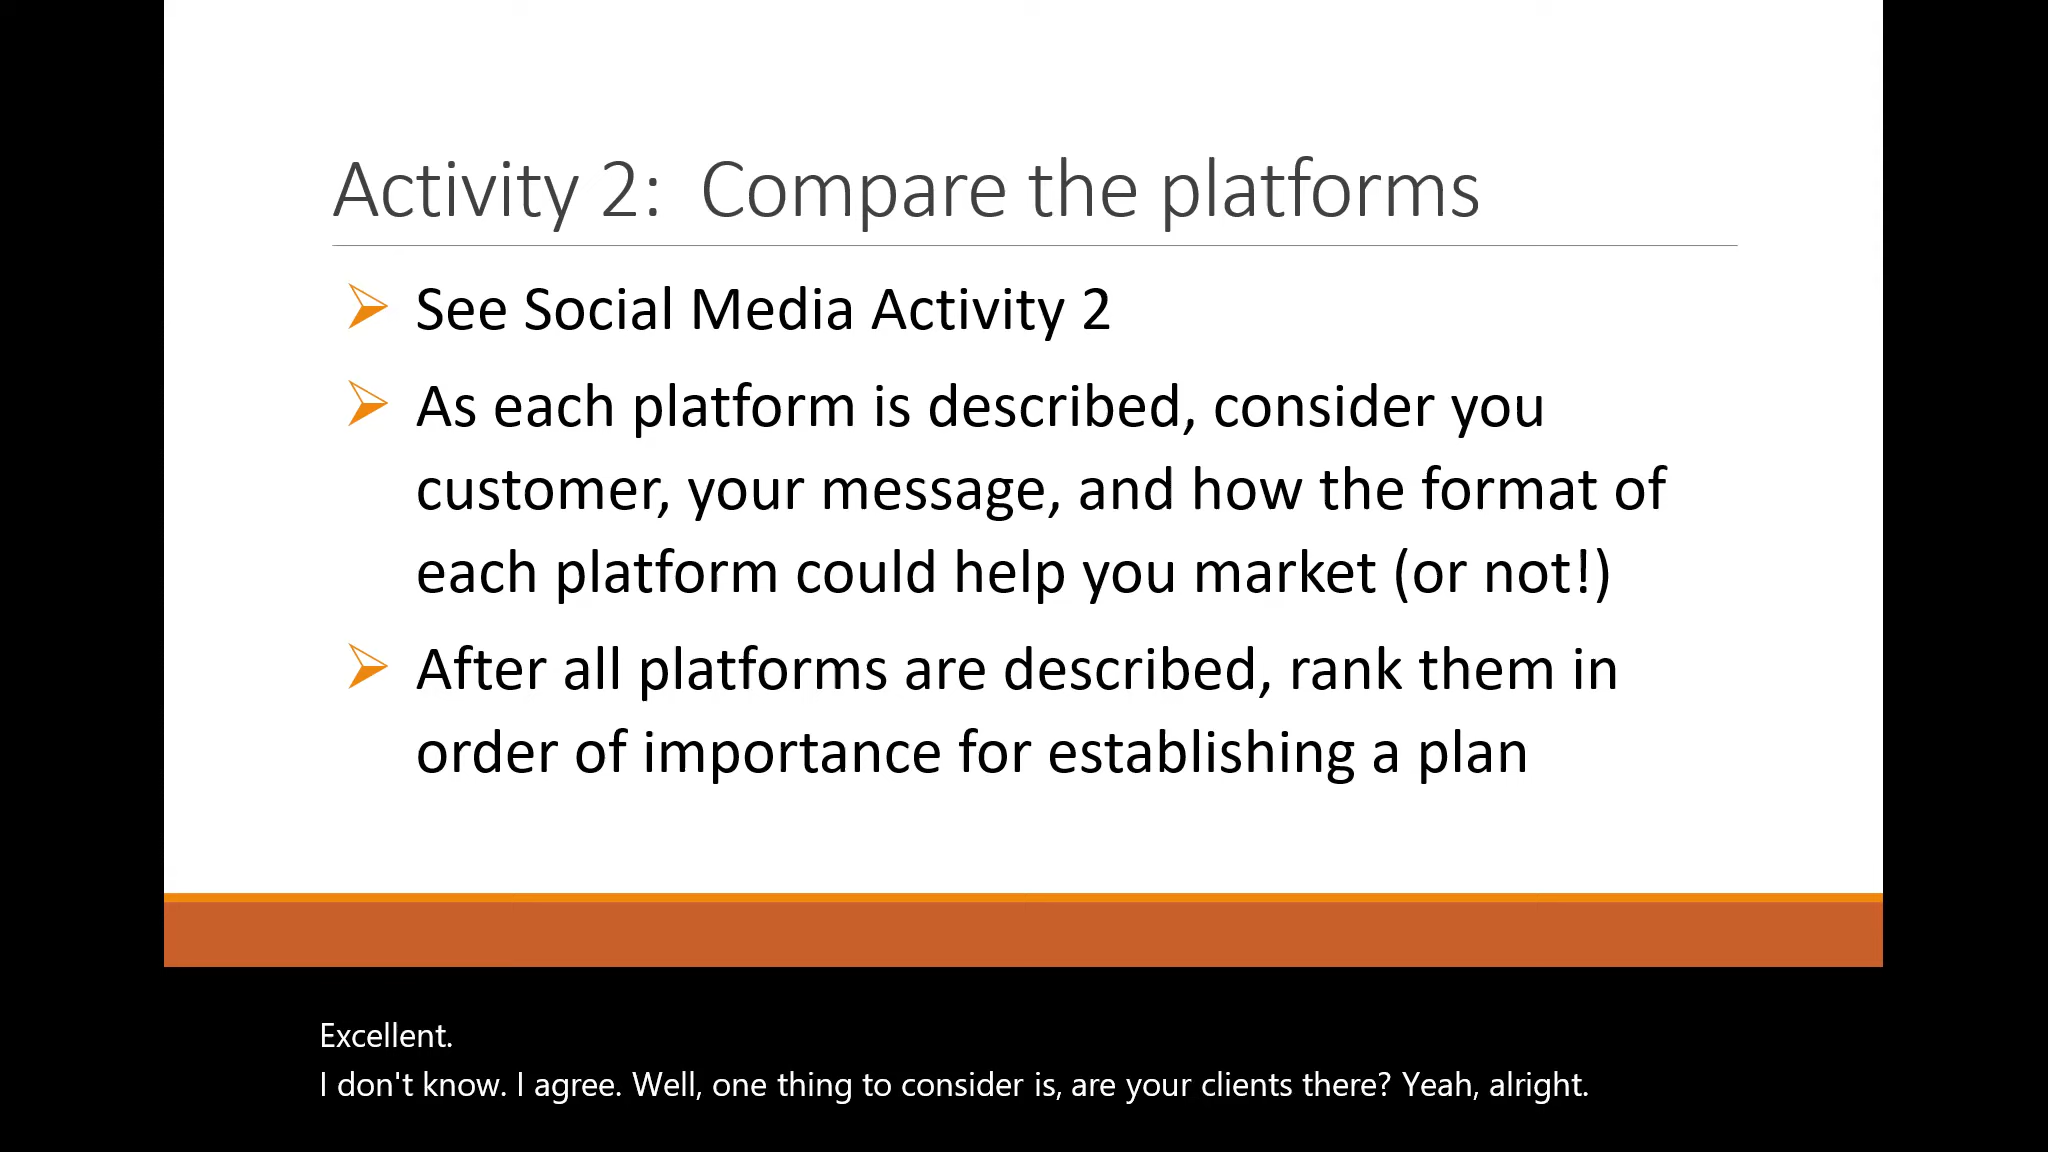 Activity 2:  Compare the platforms
See Social Media Activity 2
As each platform is described, consider you
customer, your message, and how the format of
each platform could help you market (or not!)
After all platforms are described, rank them in
order of importance for establishing a plan
Excellent.
I don't know. I agree. Well, one thing to consider is, are your clients there? Yeah, alright.